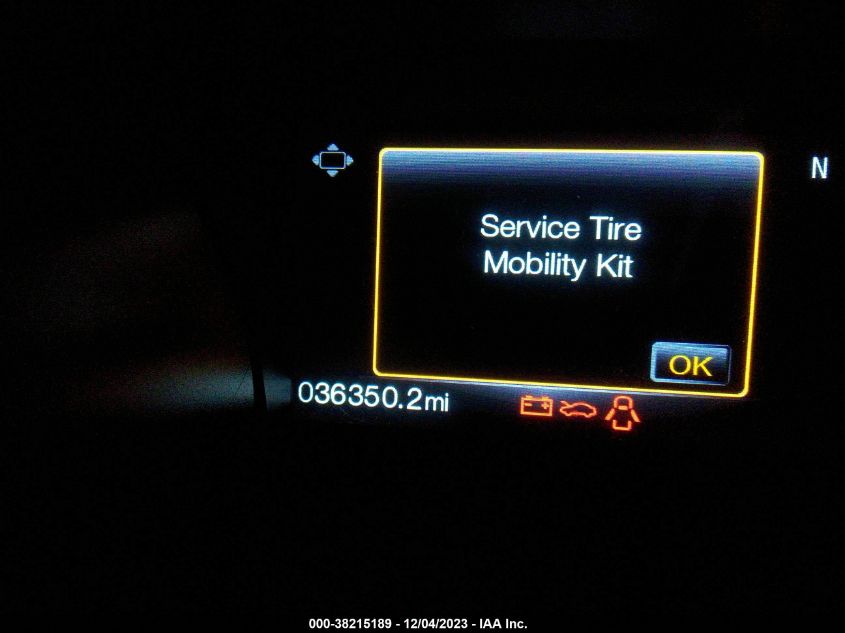 N
Service Tire
Mobility Kit
OK
036350.2mi
000-38215189 - 12/04/2023 - IAA Inc.